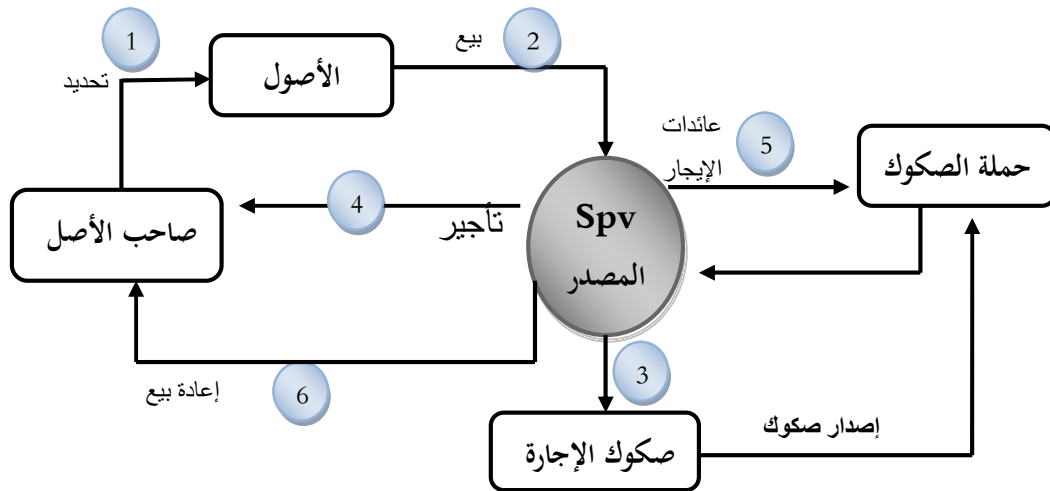 1
تحديد
الأصول
بيع
2
عائدات
الإيجار
5
حملة الصكوك
صاحب الأصل
4
تأجير
Spv
المصدر
3
إعادة بيع
6
صكوك الإجارة
إصدار صكوك